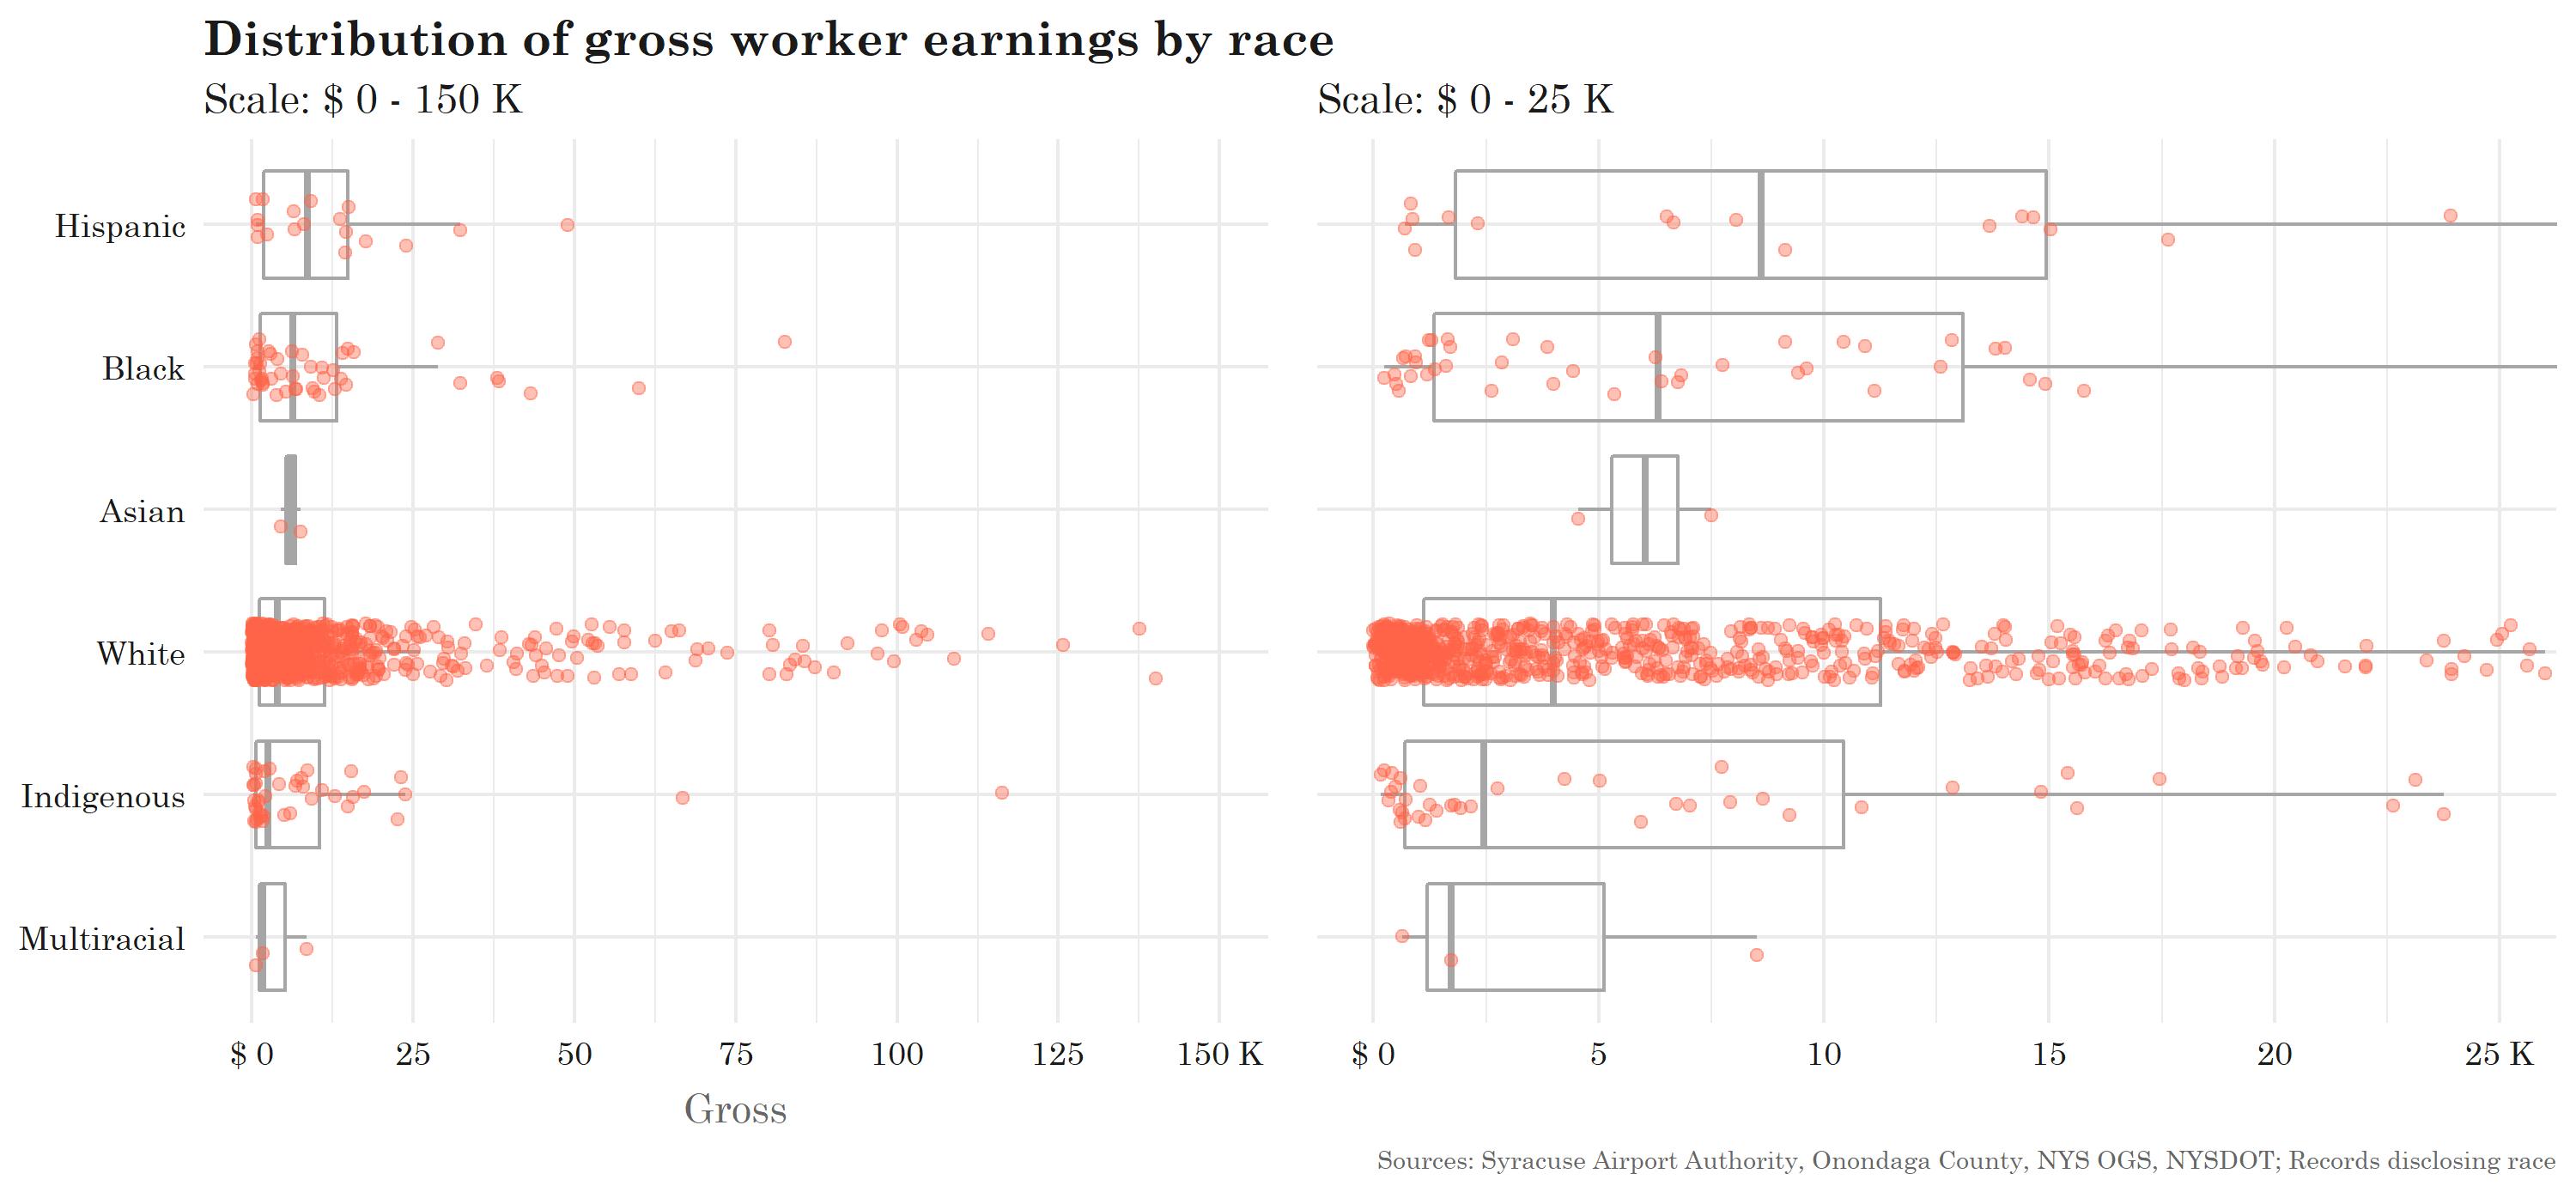 Distribution of gross worker earnings by race
Scale: $ 0 - 150 K
Scale: $ 0 - 25 K
Hispanic
Black
Asian
White
Indigenous
Multiracial
$ 0 25 50 75 100 125 150 K
$ 0 5 10 15 20 25 K
Gross
Sources: Syracuse Airport Authority, Onondaga County, NYS OGS, NYSDOT; Records disclosing race